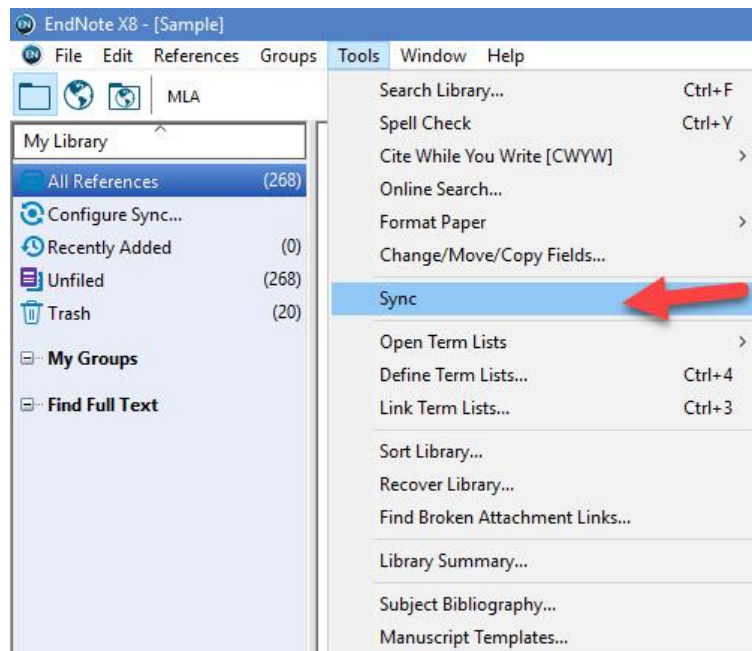 EndNote X8 - [Sample]
File Edit References Groups Tools Window Help
MLA
My Library
All References (268)
Configure Sync...
Recently Added (0)
Unfiled (268)
Trash (20)
My Groups
Find Full Text
Search Library... Ctrl+F
Spell Check Ctrl+Y
Cite While You Write [CWYW]
Online Search...
Format Paper
Change/Move/Copy Fields...
Sync
Open Term Lists
Define Term Lists... Ctrl+4
Link Term Lists... Ctrl+3
Sort Library...
Recover Library...
Find Broken Attachment Links...
Library Summary...
Subject Bibliography...
Manuscript Templates...